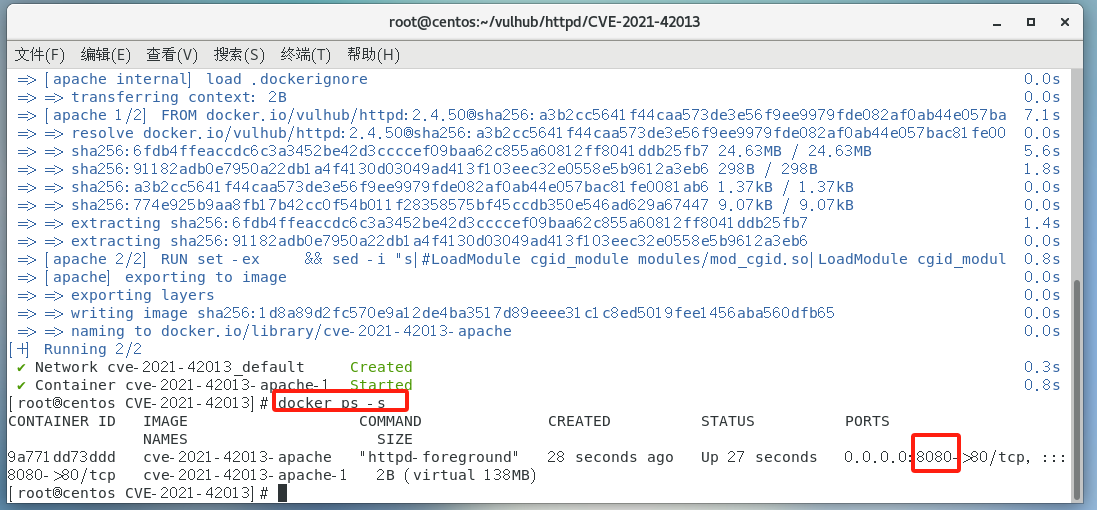 root@centos:~/vulhub/httpd/CVE-2021-42013
文件(F) 编辑(E) 查看(V) 搜索(S) 终端(T) 帮助(H)
=> [apache internal] load .dockerignore 0.0s
=> => transferring context: 2B 0.0s
=> [apache 1/2] FROM docker.io/vulhub/httpd:2.4.50@sha256:a3b2cc5641f44caa573de3e56f9ee9979fde082af0ab44e057ba 7.1s
=> => resolve docker.io/vulhub/httpd:2.4.50@sha256:a3b2cc5641f44caa573de3e56f9ee9979fde082af0ab44e057bac81fe00 0.0s
=> => sha256:6fdb4ffeaccdc6c3a3452be42d3ccccef09baa62c855a60812ff8041ddb25fb7 24.63MB / 24.63MB 5.6s
=> => sha256:91182adb0e7950a22db1a4f4130d03049ad413f103eec32e0558e5b9612a3eb6 298B / 298B 1.8s
=> => sha256:a3b2cc5641f44caa573de3e56f9ee9979fde082af0ab44e057bac81fe0081ab6 1.37kB / 1.37kB 0.0s
=> => sha256:774e925b9aa8fb17b42cc0f54b011f28358575bf45ccdb350e546ad629a67447 9.07kB / 9.07kB 0.0s
=> => extracting sha256:6fdb4ffeaccdc6c3a3452be42d3ccccef09baa62c855a60812ff8041ddb25fb7 1.4s
=> => extracting sha256:91182adb0e7950a22db1a4f4130d03049ad413f103eec32e0558e5b9612a3eb6 0.0s
=> [apache 2/2] RUN set -ex && sed -i "s|#LoadModule cgid_module modules/mod_cgid.so|LoadModule cgid_modul 0.8s
=> [apache] exporting to image 0.0s
=> => exporting layers 0.0s
=> => writing image sha256:1d8a89d2fc570e9a12de4ba3517d89eeee31c1c8ed5019fee1456aba560dfb65 0.0s
=> => naming to docker.io/library/cve-2021-42013-apache 0.0s
[+] Running 2/2
✔ Network cve-2021-42013_default Created 0.3s
✔ Container cve-2021-42013-apache-1 Started 0.8s
[root@centos CVE-2021-42013]# docker ps -s
CONTAINER ID IMAGE COMMAND CREATED STATUS PORTS
NAMES SIZE
9a771dd73ddd cve-2021-42013-apache "httpd-foreground" 28 seconds ago Up 27 seconds 0.0.0.0:8080->80/tcp, :::
8080->80/tcp cve-2021-42013-apache-1 2B (virtual 138MB)
[root@centos CVE-2021-42013]#